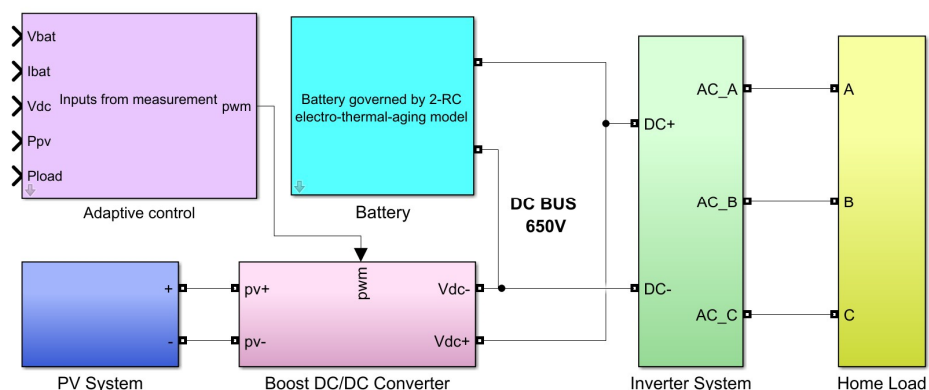 Vbat
Ibat
Vdc
Ppv
Pload
Inputs from measurement
pwm
Adaptive control
Battery governed by 2-RC
electro-thermal-aging model
Battery
DC BUS
650V
+
-
PV System
pv+
pv-
pwm
Vdc-
Vdc+
Boost DC/DC Converter
DC+
DC-
AC_A
AC_B
AC_C
Inverter System
A
B
C
Home Load